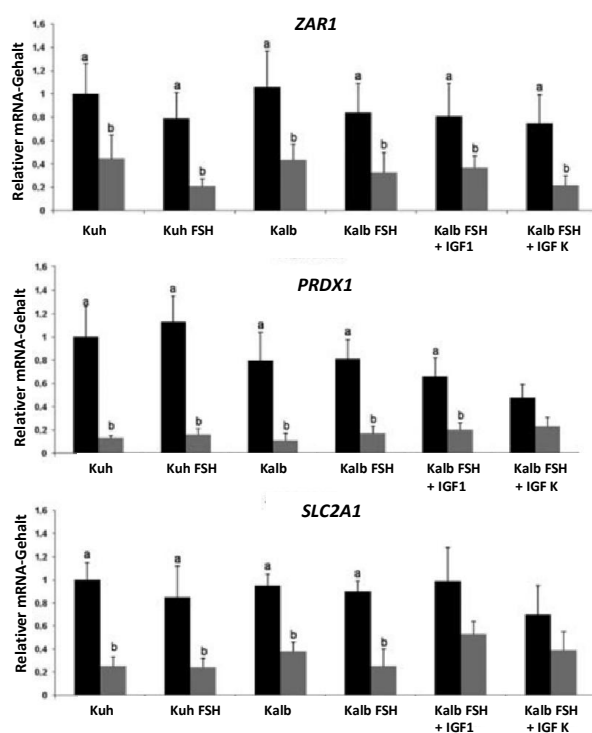 ZAR1
Relativer mRNA-Gehalt
1,6
1,4
1,2
1
0,8
0,6
0,4
0,2
0
a
b
a
b
a
b
a
b
a
b
a
b
Kuh
Kuh FSH
Kalb
Kalb FSH
Kalb FSH
+ IGF1
Kalb FSH
+ IGF K
PRDX1
Relativer mRNA-Gehalt
1,6
1,4
1,2
1
0,8
0,6
0,4
0,2
0
a
b
a
b
a
b
a
b
a
b
Kuh
Kuh FSH
Kalb
Kalb FSH
Kalb FSH
+ IGF1
Kalb FSH
+ IGF K
SLC2A1
Relativer mRNA-Gehalt
1,6
1,4
1,2
1
0,8
0,6
0,4
0,2
0
a
b
a
b
a
b
a
b
Kuh
Kuh FSH
Kalb
Kalb FSH
Kalb FSH
+ IGF1
Kalb FSH
+ IGF K